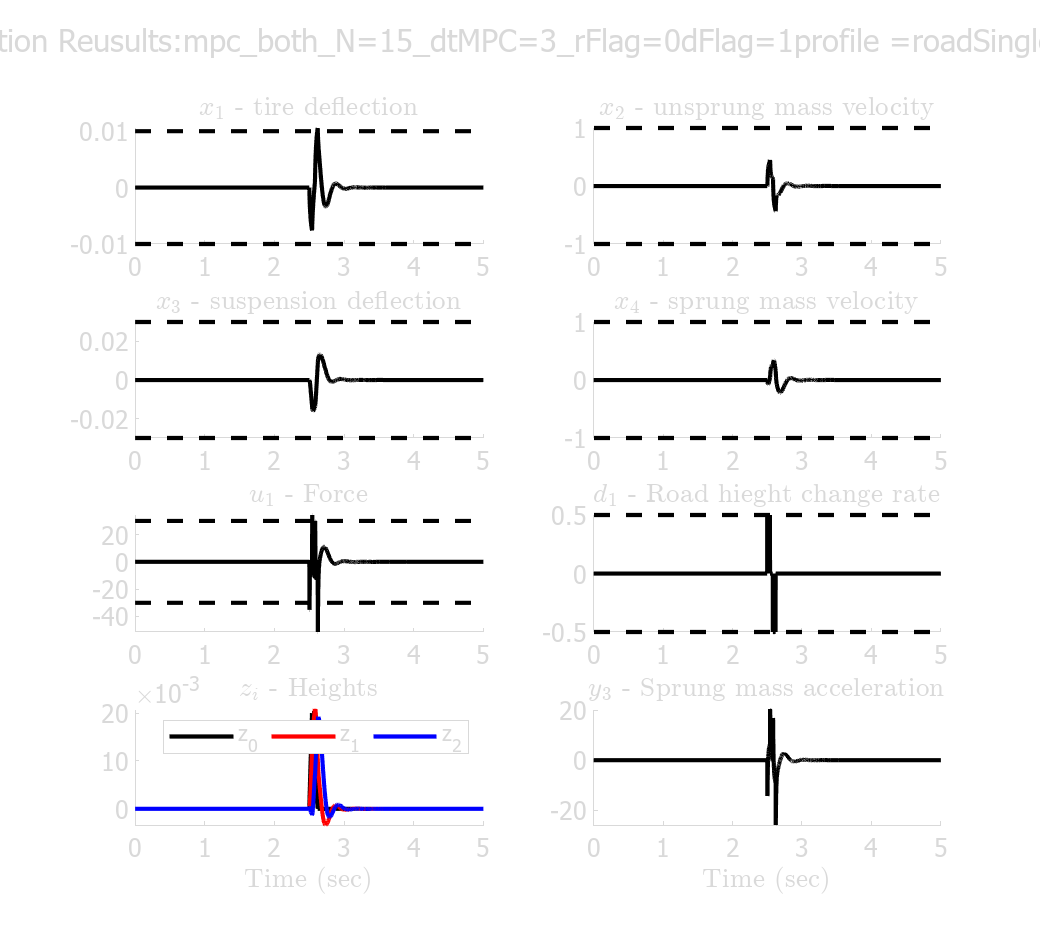 tion Reusults:mpc_both_N=15_dtMPC=3_rFlag=0dFlag=1profile =roadSingle
x1 - tire deflection
0.01
0
-0.01
0 1 2 3 4 5
x2 - unsprung mass velocity
1
0
-1
0 1 2 3 4 5
x3 - suspension deflection
0.02
0
-0.02
0 1 2 3 4 5
x4 - sprung mass velocity
1
0
-1
0 1 2 3 4 5
u1 - Force
20
0
-20
-40
0 1 2 3 4 5
d1 - Road hieght change rate
0.5
0
-0.5
0 1 2 3 4 5
×10-3
zi - Heights
20
10
0
z0 z1 z2
0 1 2 3 4 5
Time (sec)
y3 - Sprung mass acceleration
20
0
-20
0 1 2 3 4 5
Time (sec)